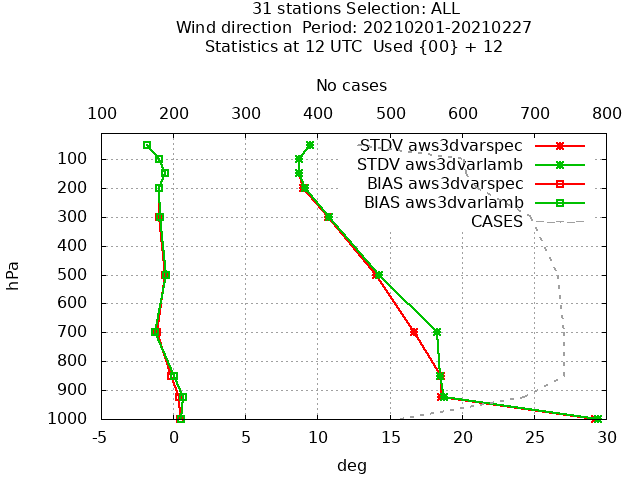 31 stations Selection: ALL
Wind direction  Period: 20210201-20210227
Statistics at 12 UTC  Used {00} + 12
No cases
100 200 300 400 500 600 700 800
STDV aws3dvarspec
STDV aws3dvarlamb
BIAS aws3dvarspec
BIAS aws3dvarlamb
CASES
hPa
100
200
300
400
500
600
700
800
900
1000
-5 0 5 10 15 20 25 30
deg